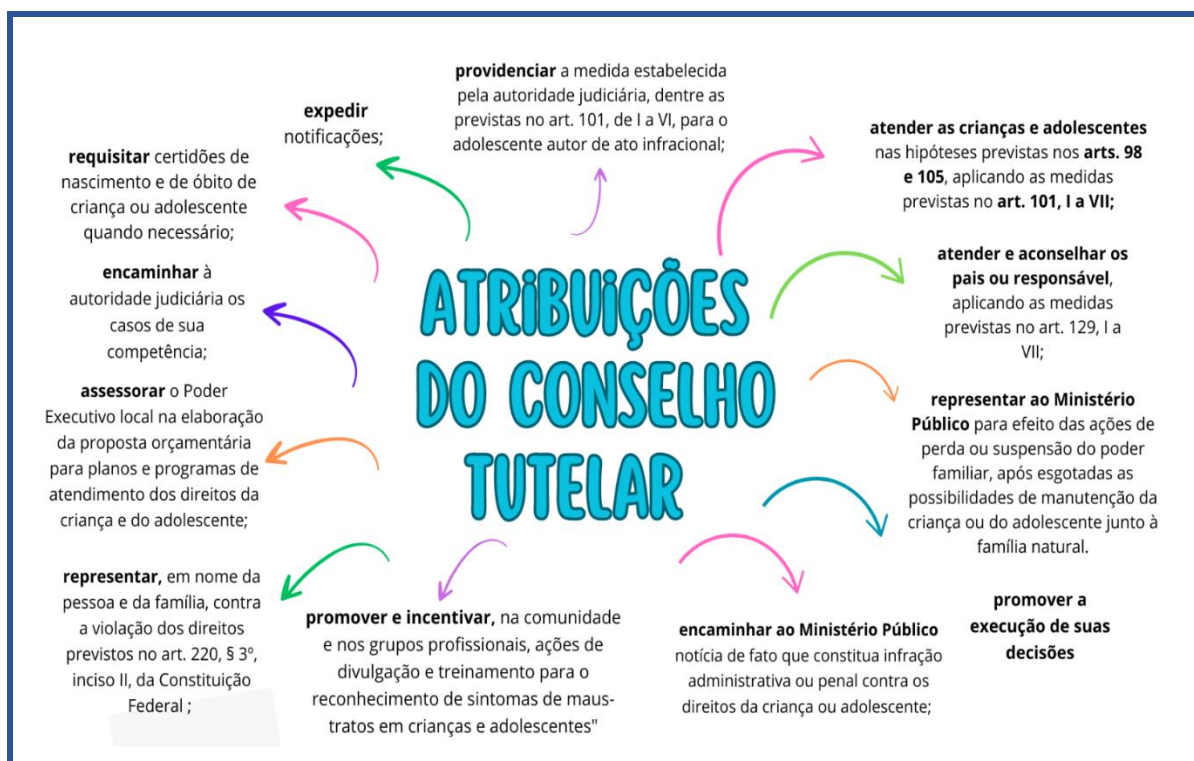 ATRIBUIÇÕES
DO CONSELHO
TUTELAR
providenciar a medida estabelecida
pela autoridade judiciária, dentre as
previstas no art. 101, de I a VI, para o
adolescente autor de ato infracional;
atender as crianças e adolescentes
nas hipóteses previstas nos arts. 98
e 105, aplicando as medidas
previstas no art. 101, I a VII;
atender e aconselhar os
pais ou responsável,
aplicando as medidas
previstas no art. 129, I a
VII;
representar ao Ministério
Público para efeito das ações de
perda ou suspensão do poder
familiar, após esgotadas as
possibilidades de manutenção da
criança ou do adolescente junto à
família natural.
promover a
execução de suas
decisões
encaminhar ao Ministério Público
notícia de fato que constitua infração
administrativa ou penal contra os
direitos da criança ou adolescente;
promover e incentivar, na comunidade
e nos grupos profissionais, ações de
divulgação e treinamento para o
reconhecimento de sintomas de maus-
tratos em crianças e adolescentes"
representar, em nome da
pessoa e da família, contra
a violação dos direitos
previstos no art. 220, § 3º,
inciso II, da Constituição
Federal ;
assessorar o Poder
Executivo local na elaboração
da proposta orçamentária
para planos e programas de
atendimento dos direitos da
criança e do adolescente;
encaminhar à
autoridade judiciária os
casos de sua
competência;
requisitar certidões de
nascimento e de óbito de
criança ou adolescente
quando necessário;
expedir
notificações;